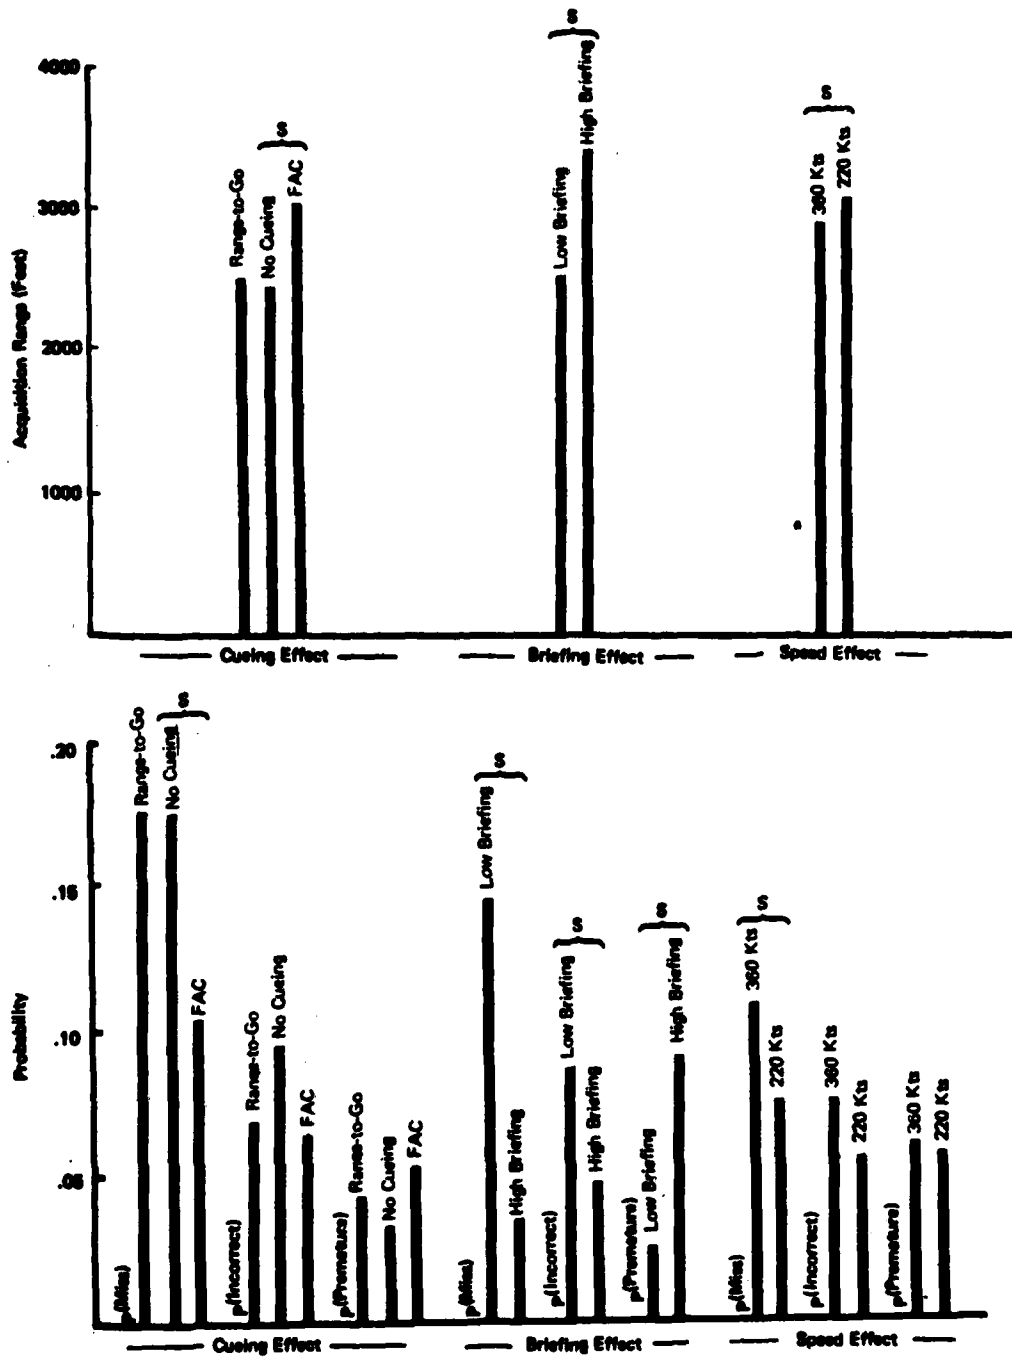 4000
3000
2000
1000
Acquisition Range (Feet)
Range-to-Go
No Cueing
FAC
S
Low Briefing
High Briefing
S
360 Kts
220 Kts
S
Cueing Effect
Briefing Effect
Speed Effect
.20
.15
.10
.05
Probability
p(Miss)
Range-to-Go
No Cueing
FAC
S
p(Incorrect)
Range-to-Go
No Cueing
FAC
p(Premature)
Range-to-Go
No Cueing
FAC
p(Miss)
Low Briefing
High Briefing
S
p(Incorrect)
Low Briefing
High Briefing
S
p(Premature)
Low Briefing
High Briefing
S
p(Miss)
360 Kts
220 Kts
S
p(Incorrect)
360 Kts
220 Kts
p(Premature)
360 Kts
220 Kts
Cueing Effect
Briefing Effect
Speed Effect